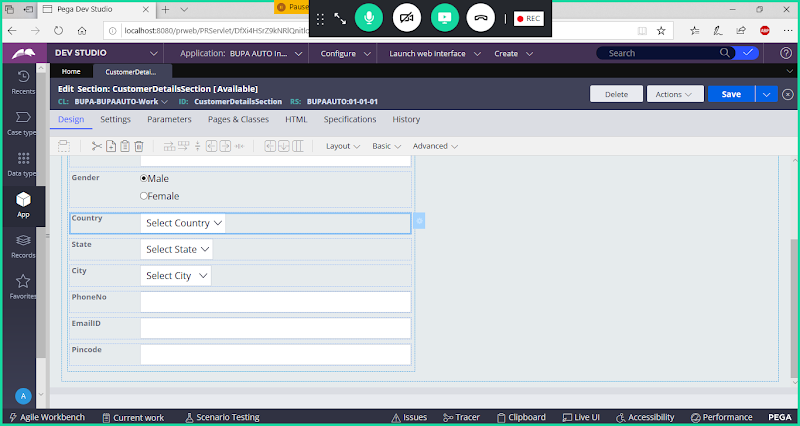 Pega Dev Studio
Paus
REC
localhost:8080/prweb/PRServlet/
DEV STUDIO
Application: BUPA AUTO In...
Configure
Launch web Interface
Create
Search
Home
CustomerDetai...
Edit Section: CustomerDetailsSection [Available]
CL: BUPA-BUPAAUTO-Work
ID: CustomerDetailsSection
RS: BUPAAUTO:01-01-01
Delete
Actions
Save
Recents
Case type
Data types
App
Records
Favorites
Design
Settings
Parameters
Pages & Classes
HTML
Specifications
History
Layout
Basic
Advanced
Gender
Male
Female
Country
Select Country
State
Select State
City
Select City
PhoneNo
EmailID
Pincode
A
Agile Workbench
Current work
Scenario Testing
Issues
Tracer
Clipboard
Live UI
Accessibility
Performance
PEGA